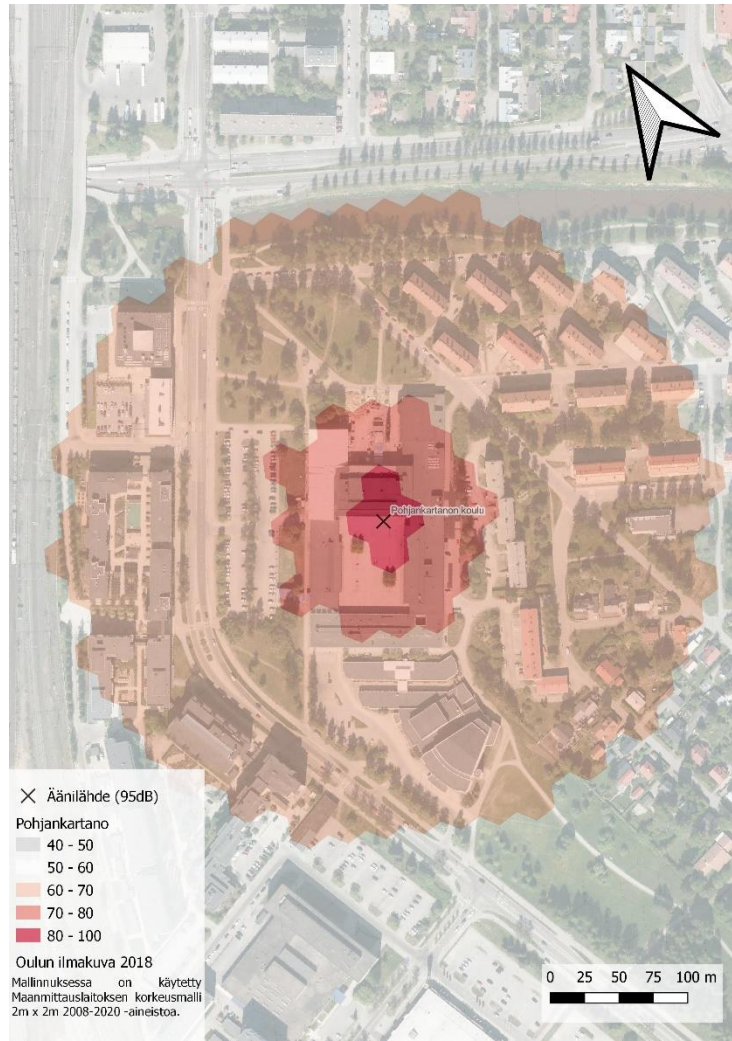 Pohjankartanon koulu
Äänilähde (95dB)
Pohjankartano
40 - 50
50 - 60
60 - 70
70 - 80
80 - 100
Oulun ilmakuva 2018
Mallinnuksessa on käytetty
Maanmittauslaitoksen korkeusmalli
2m x 2m 2008-2020 -aineistoa.
0 25 50 75 100 m